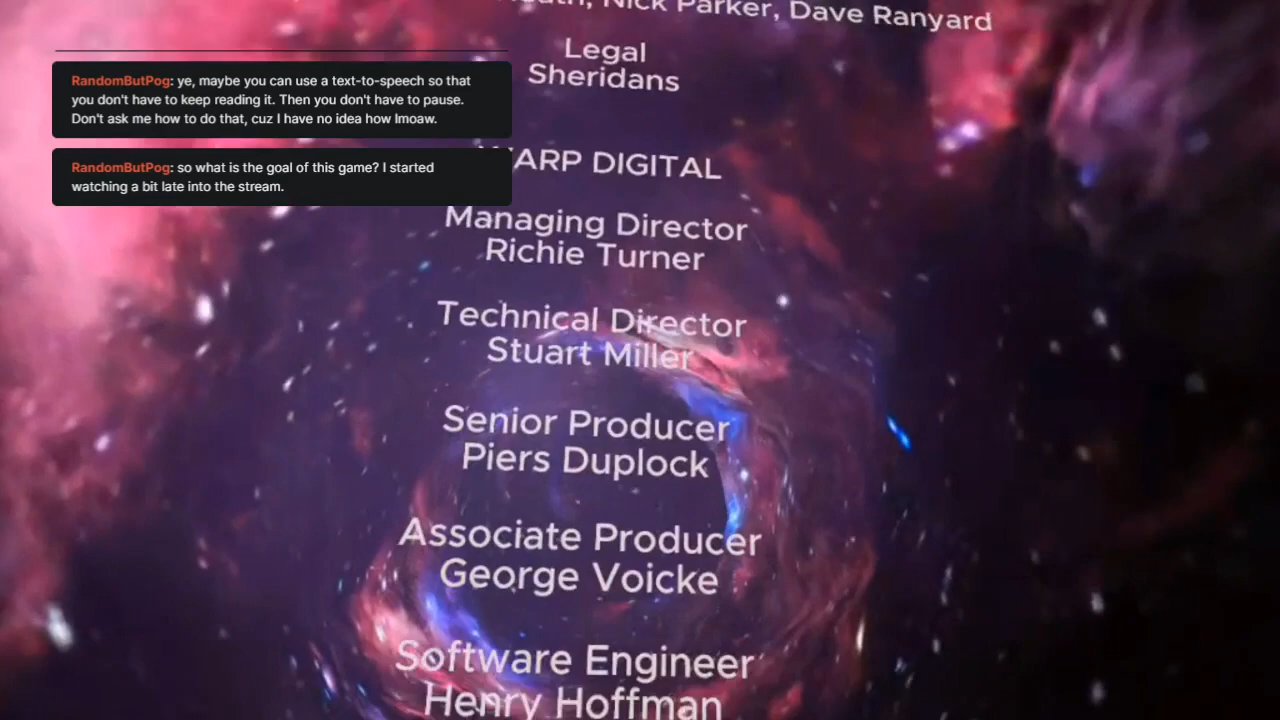 Nick Parker, Dave Ranyard
Legal
Sheridans
RandomButPog: ye, maybe you can use a text-to-speech so that
you don't have to keep reading it. Then you don't have to pause.
Don't ask me how to do that, cuz I have no idea how lmoaw.
RandomButPog: so what is the goal of this game? I started
watching a bit late into the stream.
ARP DIGITAL
Managing Director
Richie Turner
Technical Director
Stuart Miller
Senior Producer
Piers Duplock
Associate Producer
George Voicke
Software Engineer
Henry Hoffman